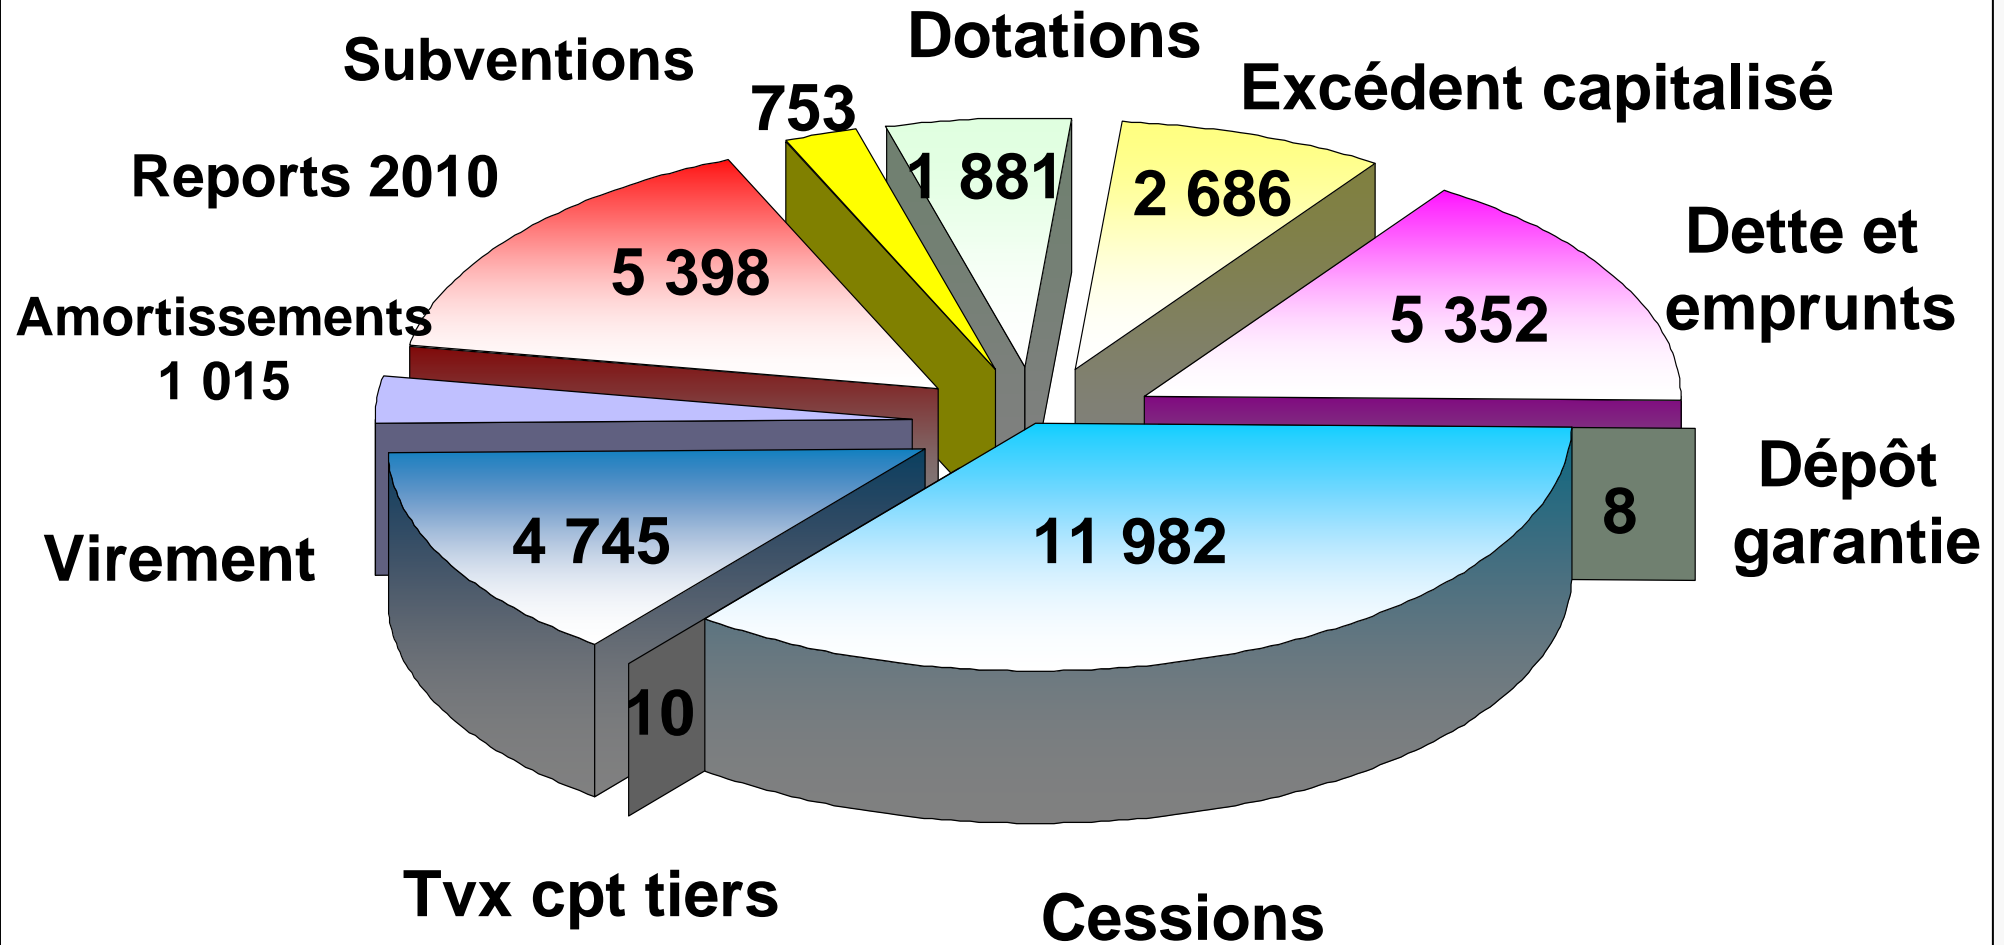 Dotations
Subventions
Excédent capitalisé
753
Reports 2010
1 881
2 686
Dette et
emprunts
5 398
5 352
Amortissements
1 015
Dépôt
garantie
8
Virement
4 745
11 982
10
Tvx cpt tiers
Cessions